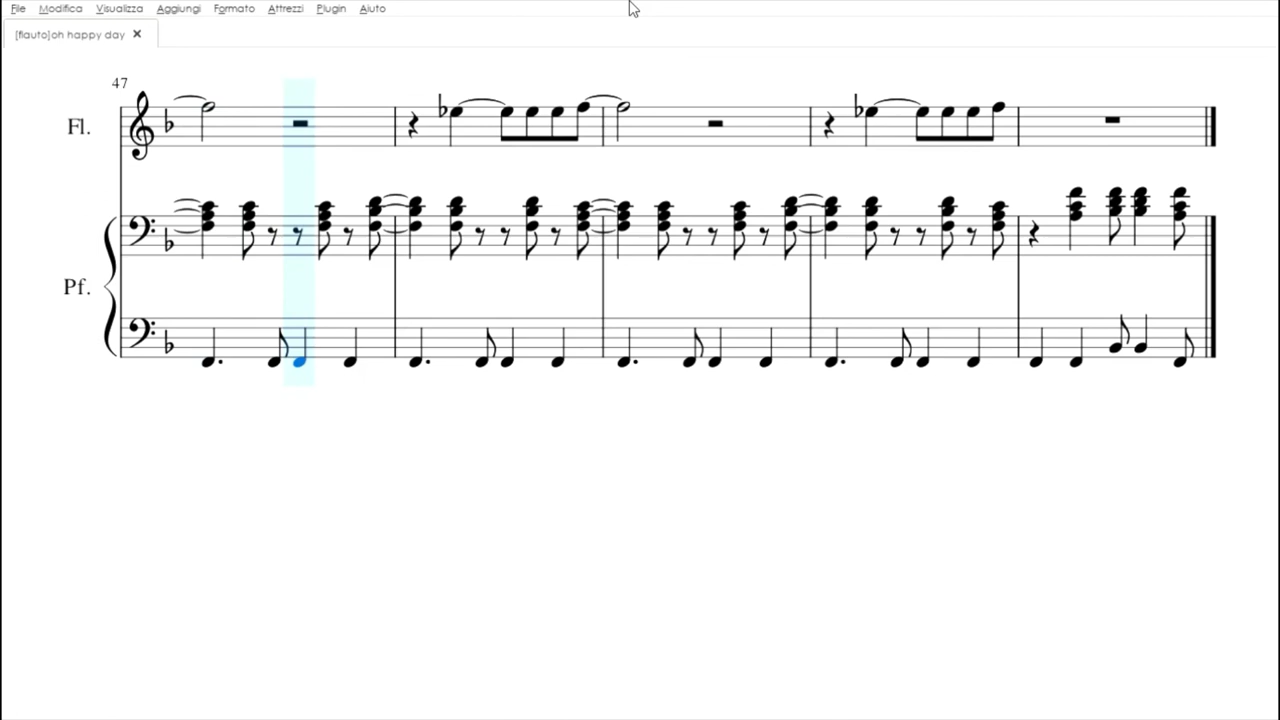 File Modifica Visualizza Aggiungi Formato Attrezzi Plugin Aiuto
[flauto]oh happy day ✕
47
Fl.
Pf.